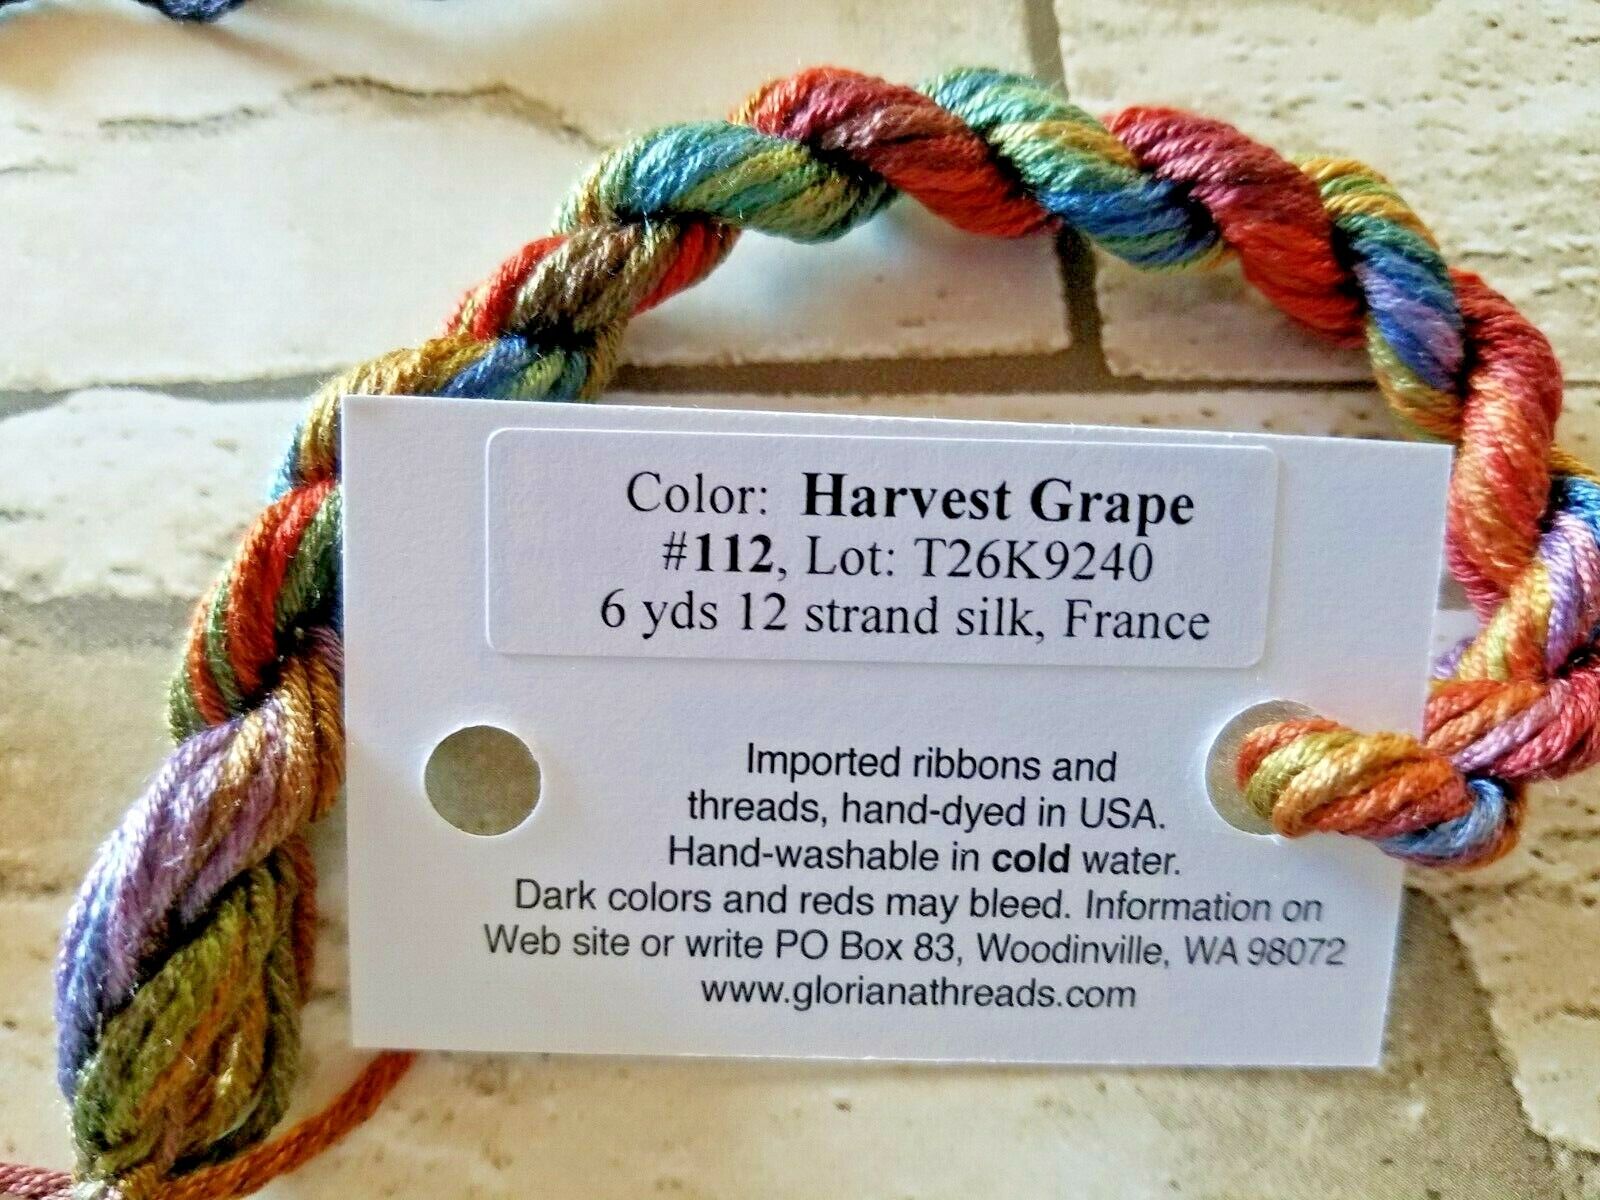 Color: Harvest Grape
#112, Lot: T26K9240
6 yds 12 strand silk, France
Imported ribbons and
threads, hand-dyed in USA.
Hand-washable in cold water.
Dark colors and reds may bleed. Information on
Web site or write PO Box 83, Woodinville, WA 98072
www.glorianathreads.com